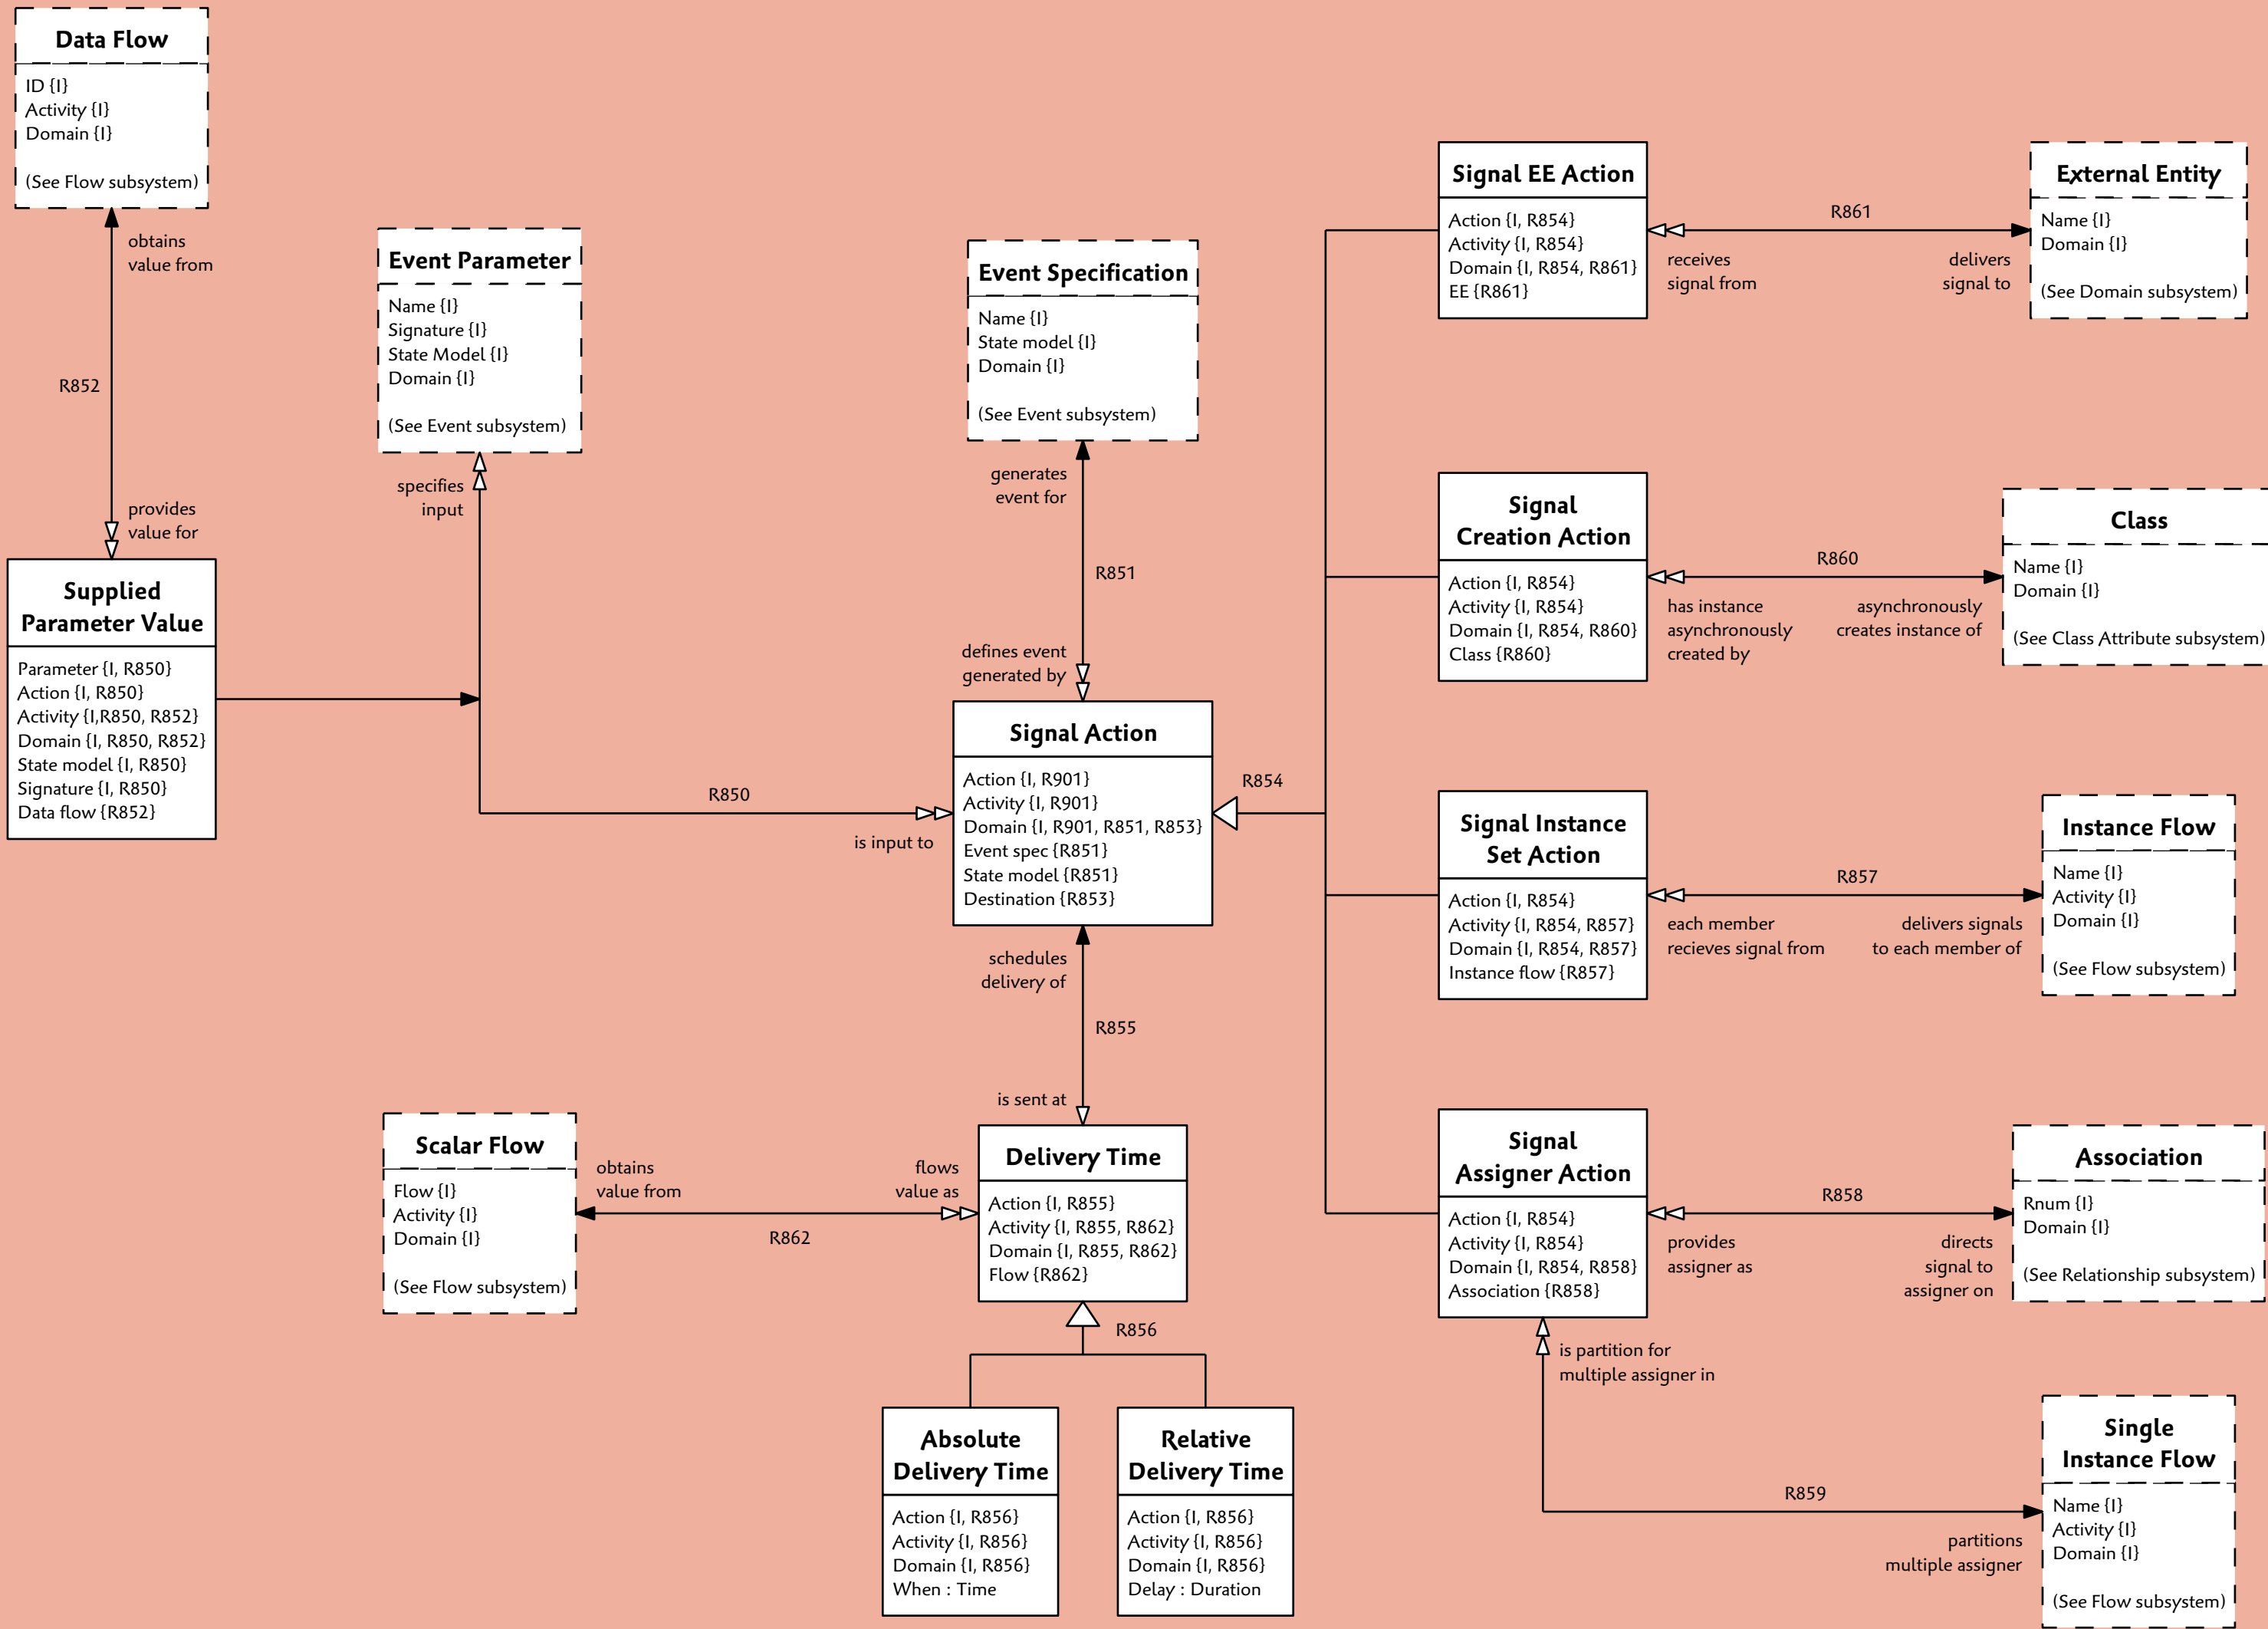 Data Flow
ID {I}
Activity {I}
Domain {I}
(See Flow subsystem)
obtains
value from
R852
provides
value for
Supplied
Parameter Value
Parameter {I, R850}
Action {I, R850}
Activity {I,R850, R852}
Domain {I, R850, R852}
State model {I, R850}
Signature {I, R850}
Data flow {R852}
Event Parameter
Name {I}
Signature {I}
State Model {I}
Domain {I}
(See Event subsystem)
specifies
input
R850
is input to
Event Specification
Name {I}
State model {I}
Domain {I}
(See Event subsystem)
generates
event for
R851
defines event
generated by
Signal Action
Action {I, R901}
Activity {I, R901}
Domain {I, R901, R851, R853}
Event spec {R851}
State model {R851}
Destination {R853}
R854
schedules
delivery of
R855
is sent at
Scalar Flow
Flow {I}
Activity {I}
Domain {I}
(See Flow subsystem)
obtains
value from
flows
value as
R862
Delivery Time
Action {I, R855}
Activity {I, R855, R862}
Domain {I, R855, R862}
Flow {R862}
R856
Absolute
Delivery Time
Action {I, R856}
Activity {I, R856}
Domain {I, R856}
When : Time
Relative
Delivery Time
Action {I, R856}
Activity {I, R856}
Domain {I, R856}
Delay : Duration
Signal EE Action
Action {I, R854}
Activity {I, R854}
Domain {I, R854, R861}
EE {R861}
R861
receives
signal from
delivers
signal to
External Entity
Name {I}
Domain {I}
(See Domain subsystem)
Signal
Creation Action
Action {I, R854}
Activity {I, R854}
Domain {I, R854, R860}
Class {R860}
R860
has instance
asynchronously
created by
asynchronously
creates instance of
Class
Name {I}
Domain {I}
(See Class Attribute subsystem)
Signal Instance
Set Action
Action {I, R854}
Activity {I, R854, R857}
Domain {I, R854, R857}
Instance flow {R857}
R857
each member
recieves signal from
delivers signals
to each member of
Instance Flow
Name {I}
Activity {I}
Domain {I}
(See Flow subsystem)
Signal
Assigner Action
Action {I, R854}
Activity {I, R854}
Domain {I, R854, R858}
Association {R858}
R858
provides
assigner as
directs
signal to
assigner on
Association
Rnum {I}
Domain {I}
(See Relationship subsystem)
is partition for
multiple assigner in
R859
partitions
multiple assigner
Single
Instance Flow
Name {I}
Activity {I}
Domain {I}
(See Flow subsystem)